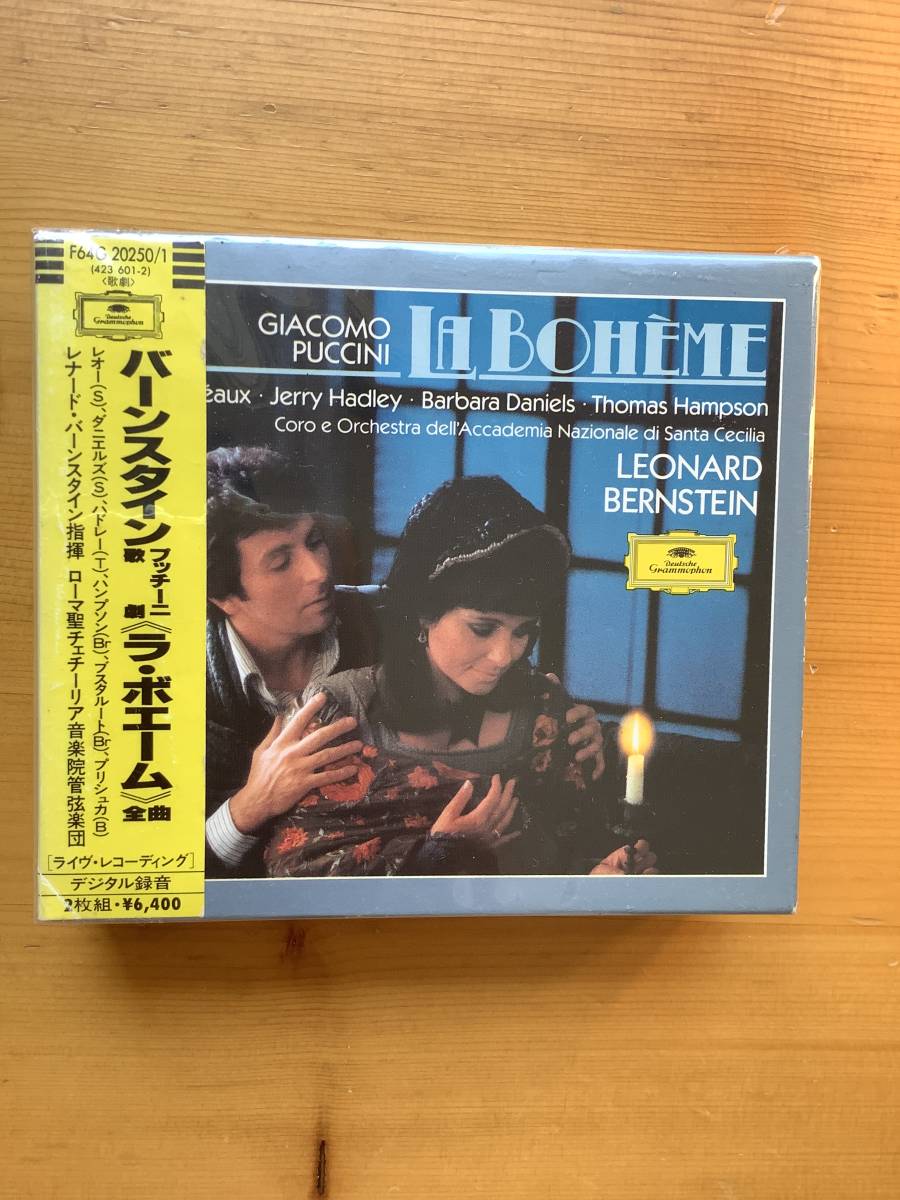 F64G 20250/1
(423 601-2)
〈歌劇〉
Deutsche
Grammophon
バーンスタイン
プッチーニ
歌劇《ラ・ボエーム》全曲
レオー(S)、ダニエルズ(S)、ハドレー(T)、ハンプソン(Br)、ブスタルート(Br)、プリシュカ(B)
レナード・バーンスタイン指揮 ローマ聖チェチーリア音楽院管弦楽団
[ライヴ・レコーディング]
デジタル録音
2枚組・¥6,400
GIACOMO
PUCCINI
LA BOHÈME
éaux · Jerry Hadley · Barbara Daniels · Thomas Hampson
Coro e Orchestra dell'Accademia Nazionale di Santa Cecilia
LEONARD
BERNSTEIN
Deutsche
Grammophon